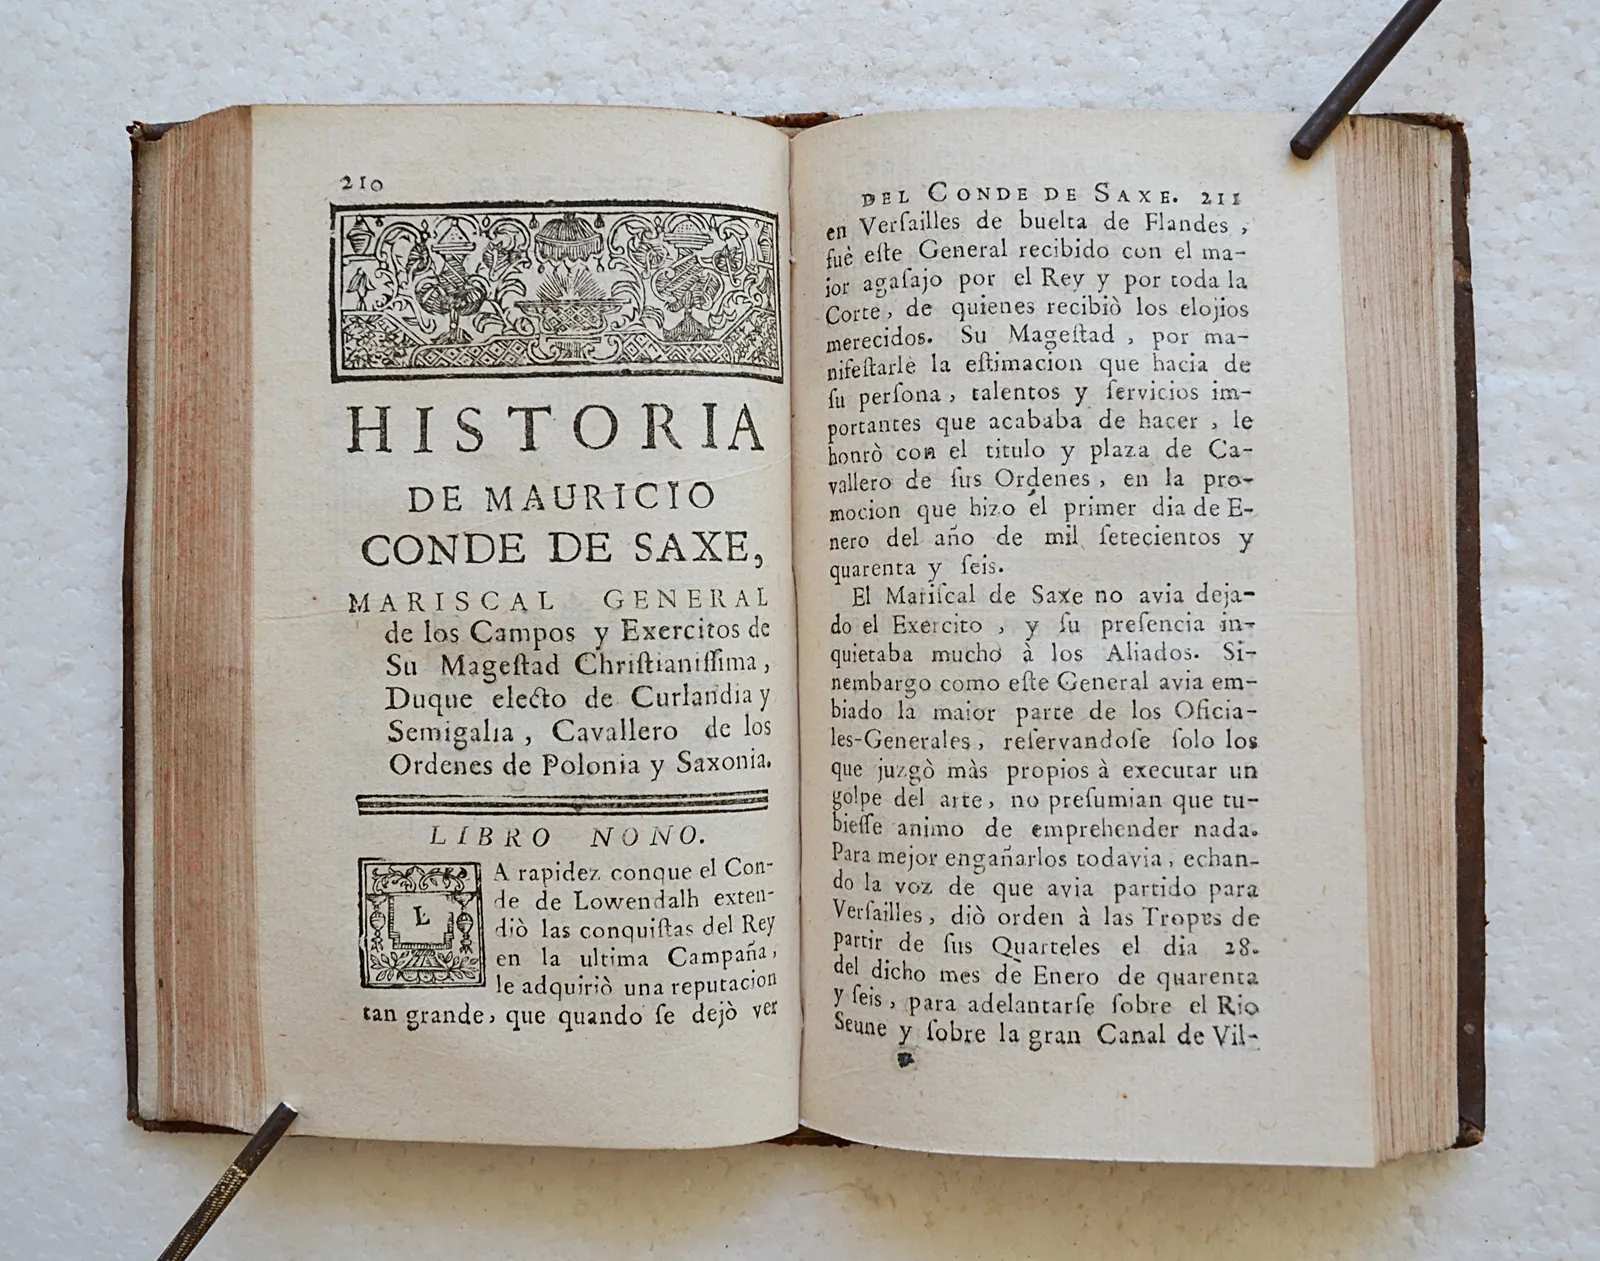 210
HISTORIA
DE MAURICIO
CONDE DE SAXE,
MARISCAL GENERAL
de los Campos y Exercitos de
Su Mageſtad Chriſtianiſſima,
Duque electo de Curlandia y
Semigalia, Cavallero de los
Ordenes de Polonia y Saxonia.
LIBRO NONO.
LA rapidez conque el Con-
de de Lowendalh exten-
diò las conquiſtas del Rey
en la ultima Campaña,
le adquiriò una reputacion
tan grande, que quando ſe dejò ver
DEL CONDE DE SAXE. 211
en Verſailles de buelta de Flandes,
fuè eſte General recibido con el ma-
ior agaſajo por el Rey y por toda la
Corte, de quienes recibiò los elojios
merecidos. Su Mageſtad, por ma-
nifeſtarle la eſtimacion que hacia de
ſu perſona, talentos y ſervicios im-
portantes que acababa de hacer, le
honrò con el titulo y plaza de Ca-
vallero de ſus Ordenes, en la pro-
mocion que hizo él primer dia de E-
nero del año de mil ſetecientos y
quarenta y ſeis.
El Mariſcal de Saxe no avia deja-
do el Exercito, y ſu preſencia in-
quietaba mucho à los Aliados. Si-
nembargo como eſte General avia em-
biado la maior parte de los Oficia-
les-Generales, reſervandoſe ſolo los
que juzgò màs propios à executar un
golpe del arte, no preſumian que tu-
bieſſe animo de emprehender nada.
Para mejor engañarlos todavia, echan-
do la voz de que avia partido para
Verſailles, diò orden à las Tropes de
partir de ſus Quarteles el dia 28.
del dicho mes dè Enero de quarenta
y ſeis, para adelantarſe ſobre el Rio
Seune y ſobre la gran Canal de Vil-